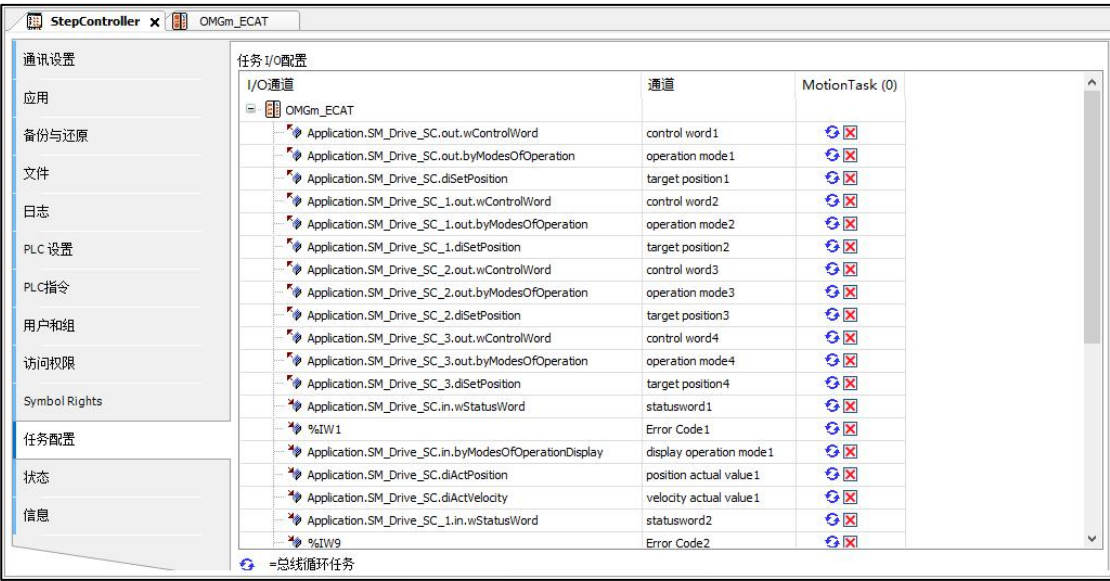 StepController OMGm_ECAT
通讯设置
应用
备份与还原
文件
日志
PLC 设置
PLC指令
用户和组
访问权限
Symbol Rights
任务配置
状态
信息
任务I/O配置
I/O通道 通道 MotionTask (0)
OMGm_ECAT
Application.SM_Drive_SC.out.wControlWord control word1
Application.SM_Drive_SC.out.byModesOfOperation operation mode1
Application.SM_Drive_SC.diSetPosition target position1
Application.SM_Drive_SC_1.out.wControlWord control word2
Application.SM_Drive_SC_1.out.byModesOfOperation operation mode2
Application.SM_Drive_SC_1.diSetPosition target position2
Application.SM_Drive_SC_2.out.wControlWord control word3
Application.SM_Drive_SC_2.out.byModesOfOperation operation mode3
Application.SM_Drive_SC_2.diSetPosition target position3
Application.SM_Drive_SC_3.out.wControlWord control word4
Application.SM_Drive_SC_3.out.byModesOfOperation operation mode4
Application.SM_Drive_SC_3.diSetPosition target position4
Application.SM_Drive_SC.in.wStatusWord statusword1
%IW1 Error Code1
Application.SM_Drive_SC.in.byModesOfOperationDisplay display operation mode1
Application.SM_Drive_SC.diActPosition position actual value1
Application.SM_Drive_SC.diActVelocity velocity actual value1
Application.SM_Drive_SC_1.in.wStatusWord statusword2
%IW9 Error Code2
=总线循环任务